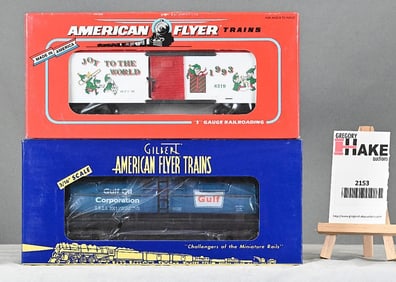 AMERICAN FLYER TRAINS
MADE IN AMERICA
JOY TO THE
WORLD
1993
"S" GAUGE RAILROADING
GILBERT
AMERICAN FLYER TRAINS
3/16" SCALE
Gulf Oil
Corporation
Gulf
"Challengers of the Miniature Rails"
GREGORY
HAKE
auctions
2153